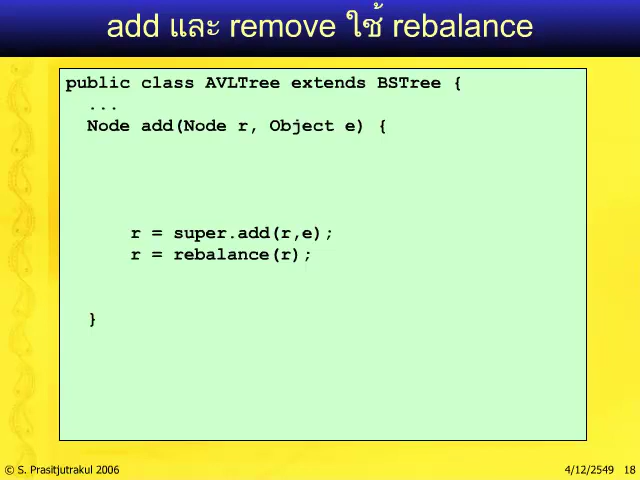 add และ remove ใช้ rebalance
public class AVLTree extends BSTree {
...
Node add(Node r, Object e) {
r = super.add(r,e);
r = rebalance(r);
}
© S. Prasitjutrakul 2006
4/12/2549 18